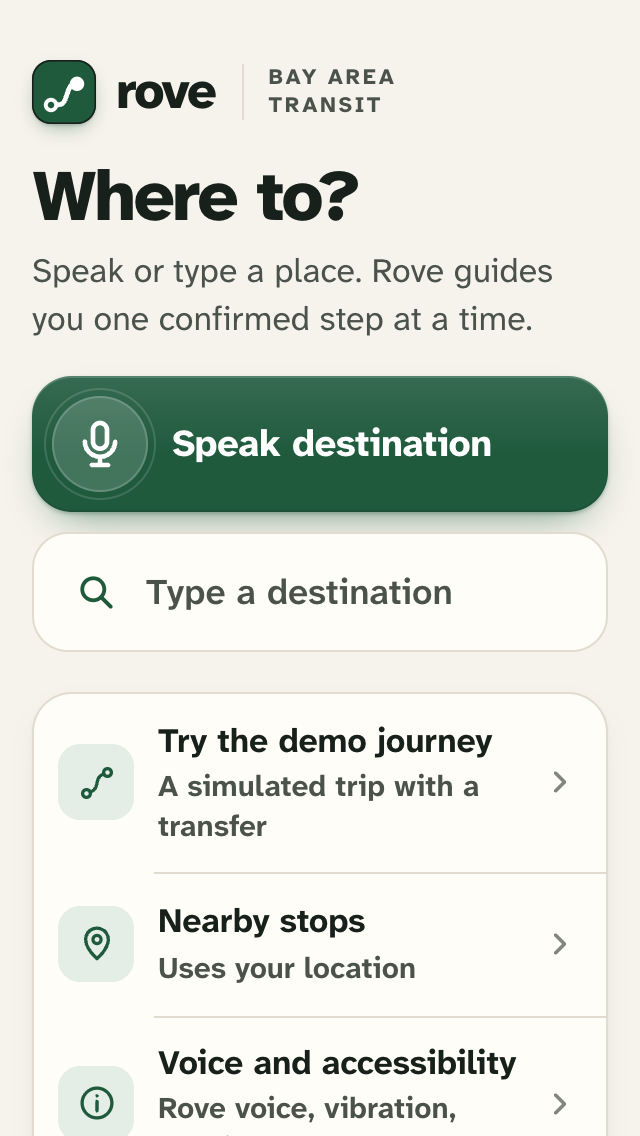 rove
BAY AREA
TRANSIT
Where to?
Speak or type a place. Rove guides
you one confirmed step at a time.
Speak destination
Type a destination
Try the demo journey
A simulated trip with a
transfer
Nearby stops
Uses your location
Voice and accessibility
Rove voice, vibration,